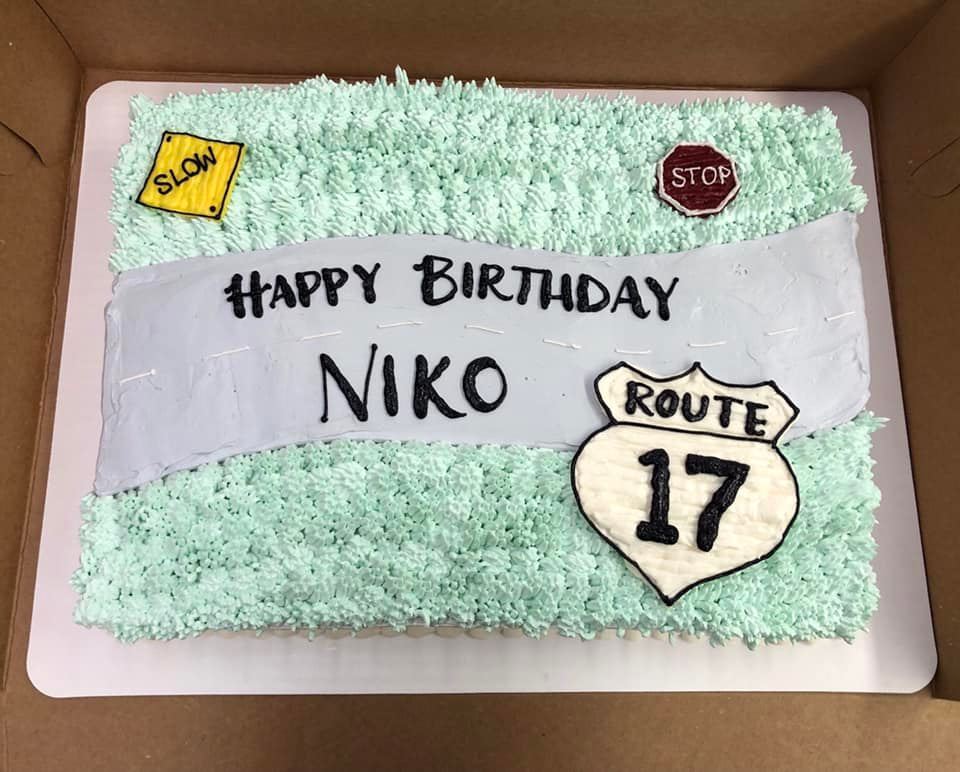 SLOW
STOP
HAPPY BIRTHDAY
NIKO
ROUTE
17